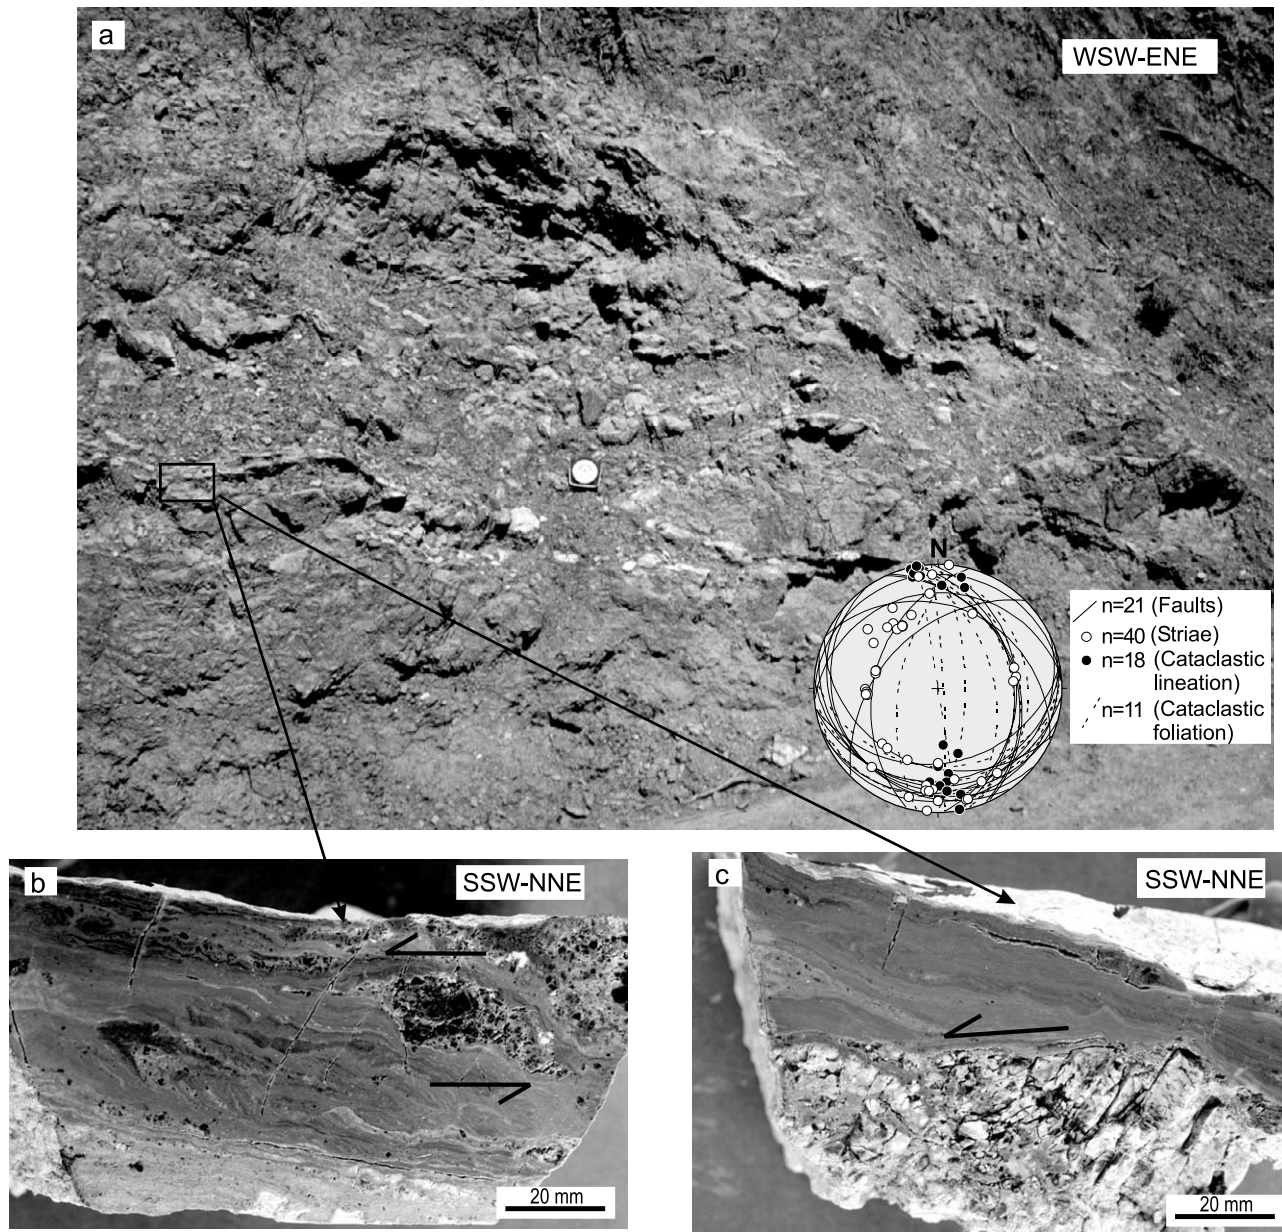 a
WSW-ENE
N
n=21 (Faults)
n=40 (Striae)
n=18 (Cataclastic
lineation)
n=11 (Cataclastic
foliation)
b
SSW-NNE
20 mm
c
SSW-NNE
20 mm